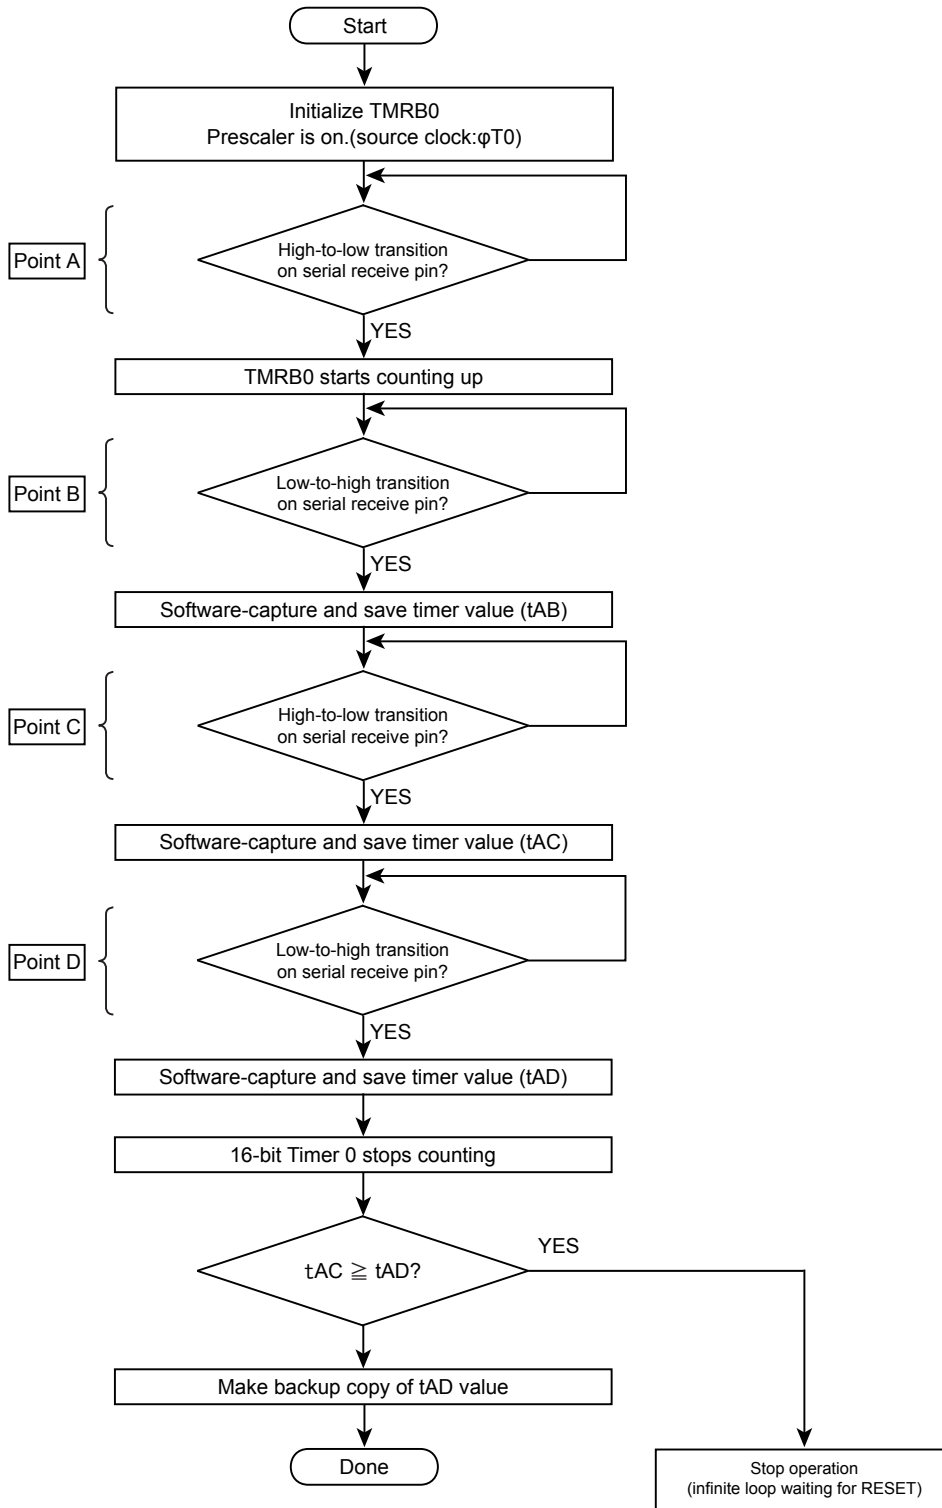 Start
Initialize TMRB0
Prescaler is on.(source clock:φT0)
Point A
High-to-low transition
on serial receive pin?
YES
TMRB0 starts counting up
Point B
Low-to-high transition
on serial receive pin?
YES
Software-capture and save timer value (tAB)
Point C
High-to-low transition
on serial receive pin?
YES
Software-capture and save timer value (tAC)
Point D
Low-to-high transition
on serial receive pin?
YES
Software-capture and save timer value (tAD)
16-bit Timer 0 stops counting
YES
tAC ≧ tAD?
Make backup copy of tAD value
Done
Stop operation
(infinite loop waiting for RESET)